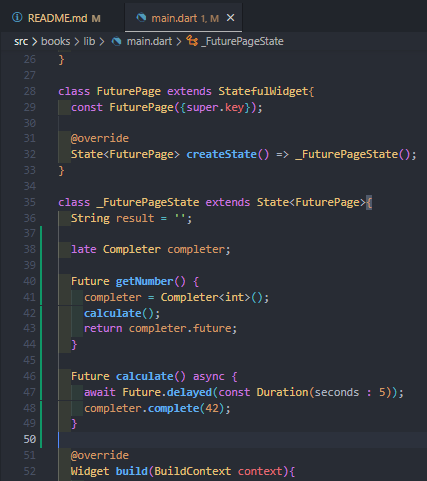 README.md M
main.dart 1, M
src > books > lib > main.dart > _FuturePageState
26 }
27
28 class FuturePage extends StatefulWidget{
29 const FuturePage({super.key});
30
31 @override
32 State<FuturePage> createState() => _FuturePageState();
33 }
34
35 class _FuturePageState extends State<FuturePage>{
36 String result = '';
37
38 late Completer completer;
39
40 Future getNumber() {
41 completer = Completer<int>();
42 calculate();
43 return completer.future;
44 }
45
46 Future calculate() async {
47 await Future.delayed(const Duration(seconds : 5));
48 completer.complete(42);
49 }
50
51 @override
52 Widget build(BuildContext context){